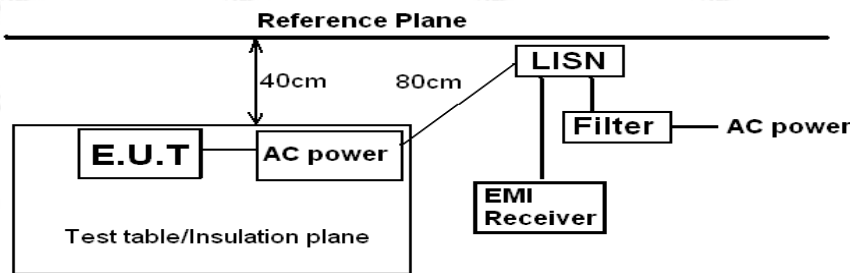 Reference Plane
LISN
40cm
80cm
Filter
AC power
E.U.T
AC power
EMI
Receiver
Test table/Insulation plane